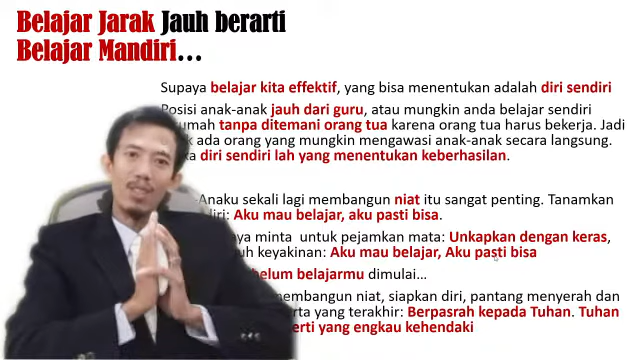 Belajar Jarak Jauh berarti
Belajar Mandiri...
Supaya belajar kita effektif, yang bisa menentukan adalah diri sendiri
Posisi anak-anak jauh dari guru, atau mungkin anda belajar sendiri
tanpa ditemani orang tua karena orang tua harus bekerja. Jadi
ada orang yang mungkin mengawasi anak-anak secara langsung.
diri sendiri lah yang menentukan keberhasilan.
-Anaku sekali lagi membangun niat itu sangat penting. Tanamkan
Aku mau belajar, aku pasti bisa.
minta untuk pejamkan mata: Unkapkan dengan keras,
keyakinan: Aku mau belajar, Aku pasti bisa
belum belajarmu dimulai...
membangun niat, siapkan diri, pantang menyerah dan
yang terakhir: Berpasrah kepada Tuhan. Tuhan
yang engkau kehendaki